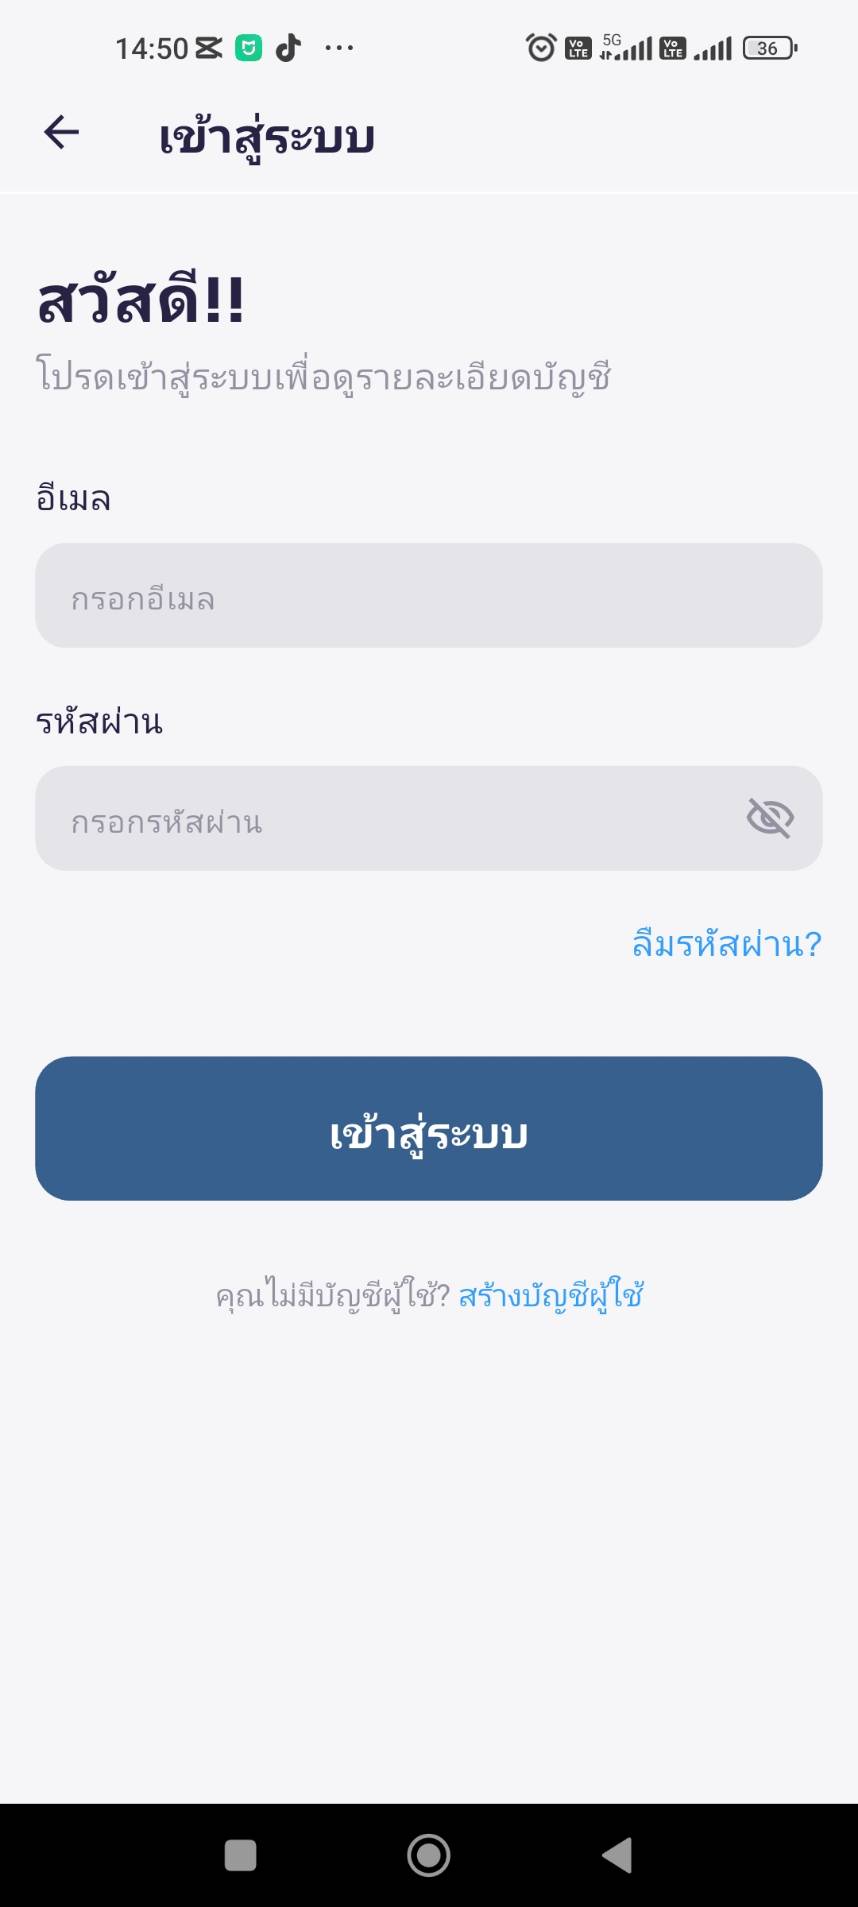 14:50 Vo LTE 5G Vo LTE 36
เข้าสู่ระบบ
สวัสดี!!
โปรดเข้าสู่ระบบเพื่อดูรายละเอียดบัญชี
อีเมล
กรอกอีเมล
รหัสผ่าน
กรอกรหัสผ่าน
ลืมรหัสผ่าน?
เข้าสู่ระบบ
คุณไม่มีบัญชีผู้ใช้? สร้างบัญชีผู้ใช้